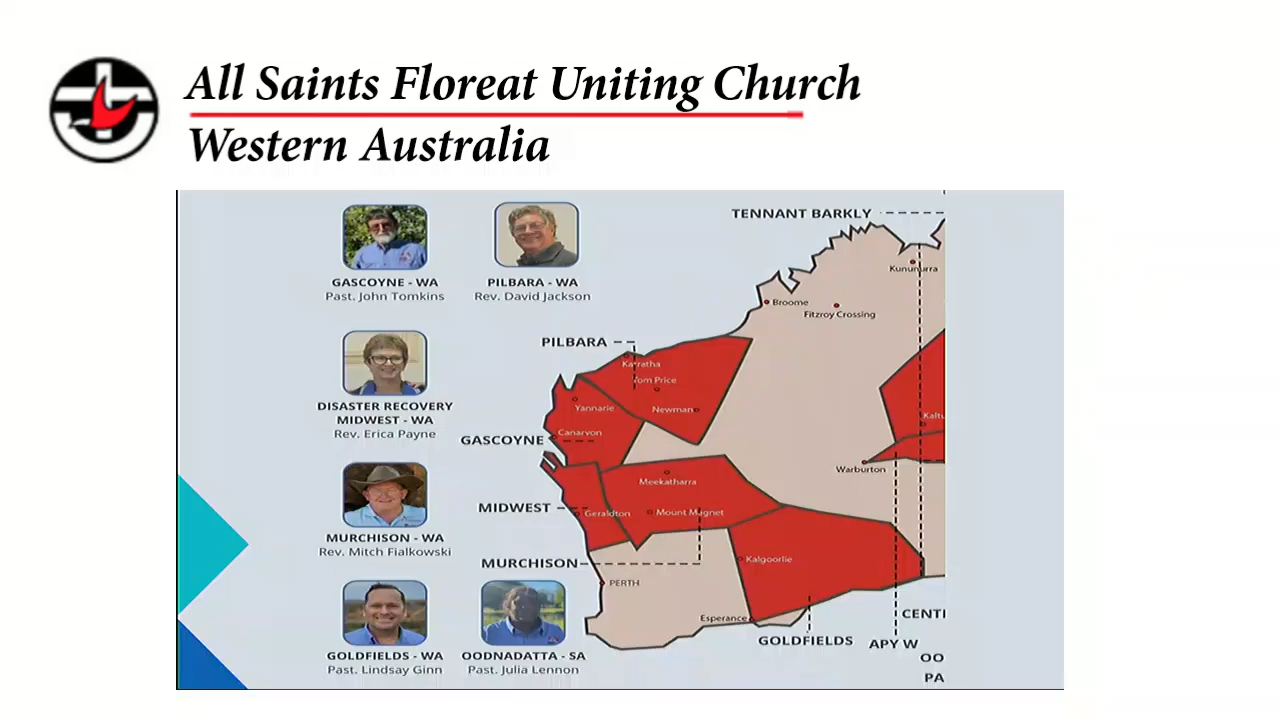 All Saints Floreat Uniting Church
Western Australia
GASCOYNE - WA
Past. John Tomkins
PILBARA - WA
Rev. David Jackson
DISASTER RECOVERY
MIDWEST - WA
Rev. Erica Payne
MURCHISON - WA
Rev. Mitch Fialkowski
GOLDFIELDS - WA
Past. Lindsay Ginn
OODNADATTA - SA
Past. Julia Lennon
TENNANT BARKLY
Kununurra
Broome
Fitzroy Crossing
PILBARA
Karratha
Tom Price
Newman
Yannarie
Canarvon
GASCOYNE
Kaltu
Warburton
Meekatharra
MIDWEST
Geraldton
Mount Magnet
MURCHISON
Kalgoorlie
PERTH
Esperance
GOLDFIELDS
CENTI
APY W
OO
PA